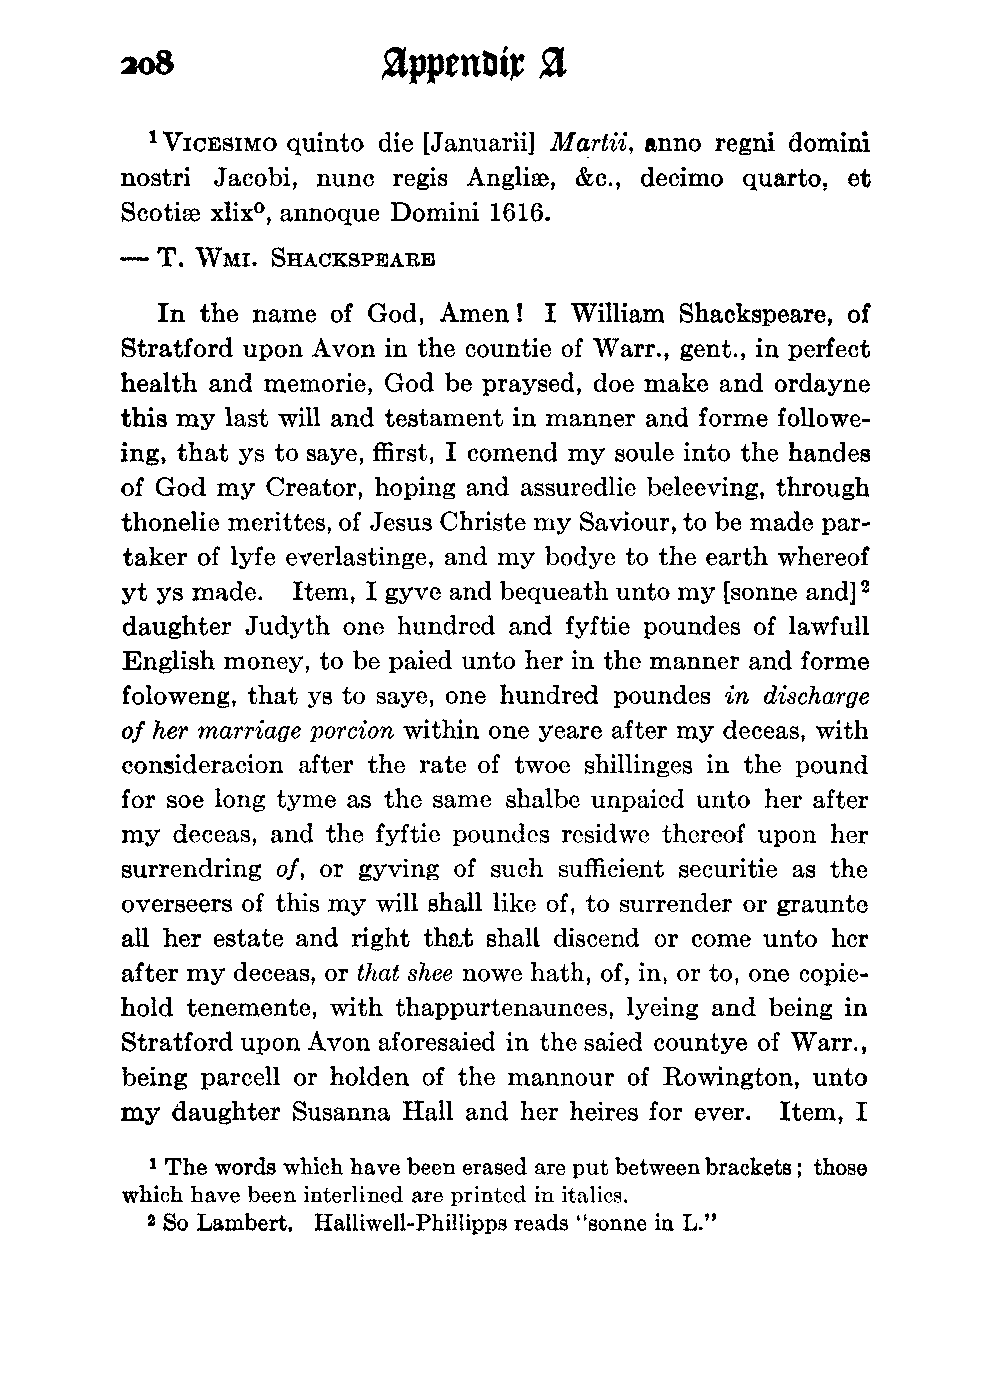 208 Appendix A
¹ VICESIMO quinto die [Januarii] Martii, anno regni domini
nostri Jacobi, nunc regis Angliæ, &c., decimo quarto, et
Scotiæ xlixº, annoque Domini 1616.
— T. WMI. SHACKSPEARE
In the name of God, Amen! I William Shackspeare, of
Stratford upon Avon in the countie of Warr., gent., in perfect
health and memorie, God be praysed, doe make and ordayne
this my last will and testament in manner and forme followe-
ing, that ys to saye, ffirst, I comend my soule into the handes
of God my Creator, hoping and assuredlie beleeving, through
thonelie merittes, of Jesus Christe my Saviour, to be made par-
taker of lyfe everlastinge, and my bodye to the earth whereof
yt ys made. Item, I gyve and bequeath unto my [sonne and] ²
daughter Judyth one hundred and fyftie poundes of lawfull
English money, to be paied unto her in the manner and forme
foloweng, that ys to saye, one hundred poundes in discharge
of her marriage porcion within one yeare after my deceas, with
consideracion after the rate of twoe shillinges in the pound
for soe long tyme as the same shalbe unpaied unto her after
my deceas, and the fyftie poundes residwe thereof upon her
surrendring of, or gyving of such sufficient securitie as the
overseers of this my will shall like of, to surrender or graunte
all her estate and right that shall discend or come unto her
after my deceas, or that shee nowe hath, of, in, or to, one copie-
hold tenemente, with thappurtenaunces, lyeing and being in
Stratford upon Avon aforesaied in the saied countye of Warr.,
being parcell or holden of the mannour of Rowington, unto
my daughter Susanna Hall and her heires for ever. Item, I
¹ The words which have been erased are put between brackets; those
which have been interlined are printed in italics.
² So Lambert. Halliwell-Phillipps reads "sonne in L."